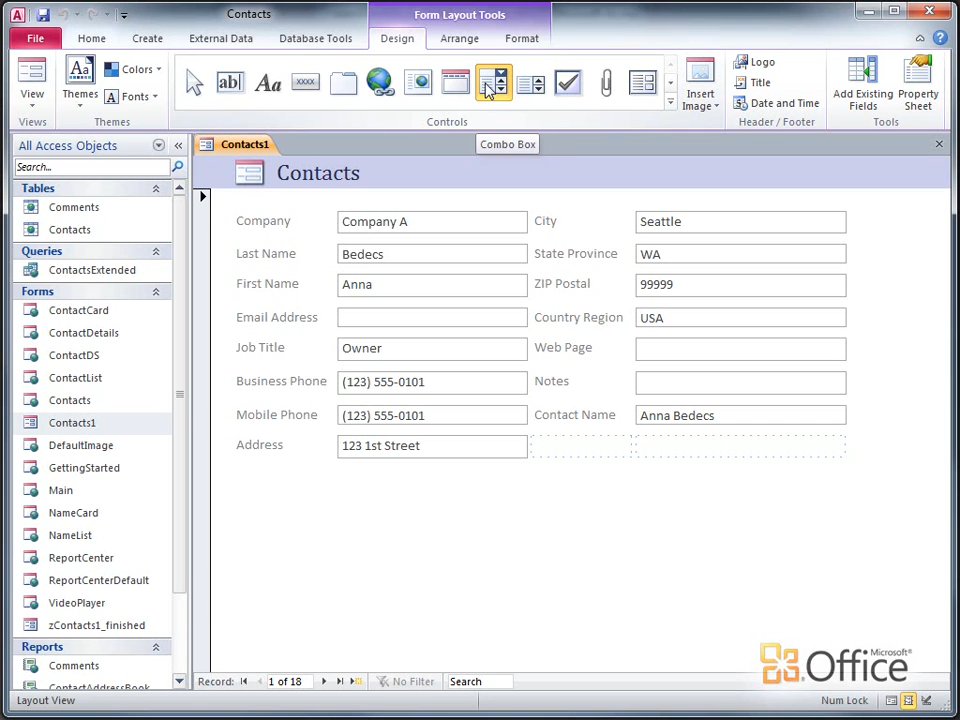 Contacts
Form Layout Tools
File
Home
Create
External Data
Database Tools
Design
Arrange
Format
View
Views
Aa
Themes
Colors
Fonts
Themes
ab
Aa
xxxx
Controls
Insert
Image
Logo
Title
Date and Time
Header / Footer
Add Existing
Fields
Property
Sheet
Tools
Combo Box
All Access Objects
Search...
Tables
Comments
Contacts
Queries
ContactsExtended
Forms
ContactCard
ContactDetails
ContactDS
ContactList
Contacts
Contacts1
DefaultImage
GettingStarted
Main
NameCard
NameList
ReportCenter
ReportCenterDefault
VideoPlayer
zContacts1_finished
Reports
Comments
ContactAddressBook
Contacts1
Contacts
Company
Company A
City
Seattle
Last Name
Bedecs
State Province
WA
First Name
Anna
ZIP Postal
99999
Email Address
Country Region
USA
Job Title
Owner
Web Page
Business Phone
(123) 555-0101
Notes
Mobile Phone
(123) 555-0101
Contact Name
Anna Bedecs
Address
123 1st Street
Microsoft®
Office
Record:
1 of 18
No Filter
Search
Layout View
Num Lock